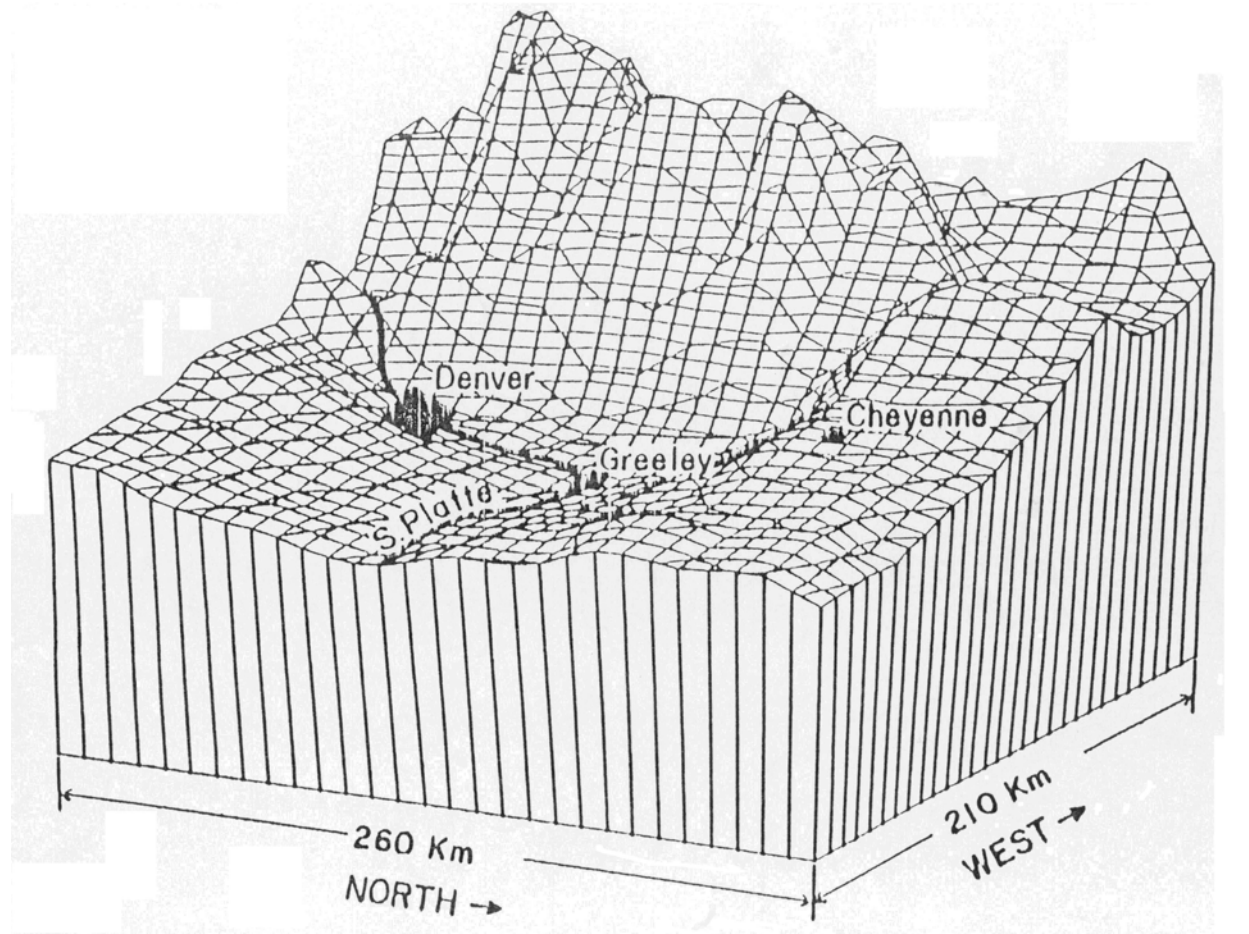 Denver
Cheyenne
Greeley
S. Platte
260 Km
NORTH →
210 Km
WEST →